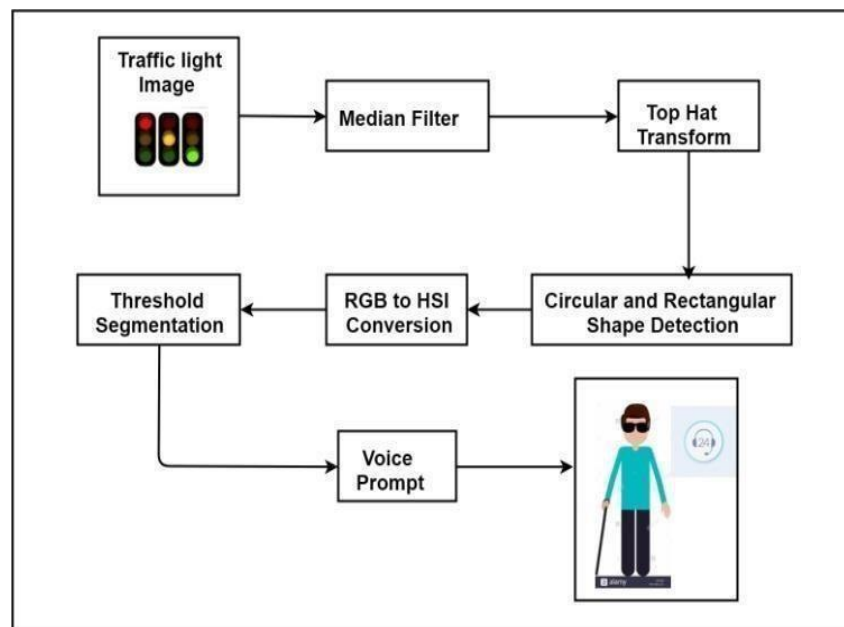 Traffic light
Image
Median Filter
Top Hat
Transform
Circular and Rectangular
Shape Detection
RGB to HSI
Conversion
Threshold
Segmentation
Voice
Prompt
24
alamy